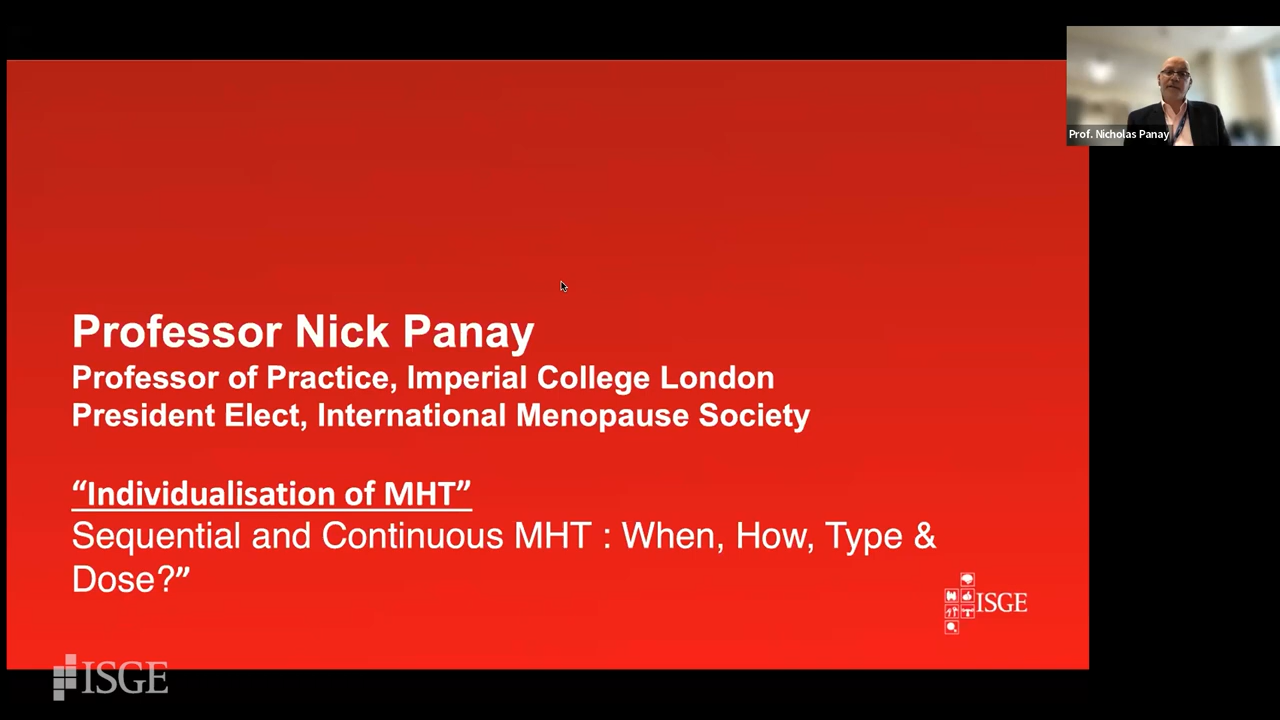 Prof. Nicholas Panay
Professor Nick Panay
Professor of Practice, Imperial College London
President Elect, International Menopause Society
“Individualisation of MHT”
Sequential and Continuous MHT : When, How, Type &
Dose?”
ISGE
ISGE